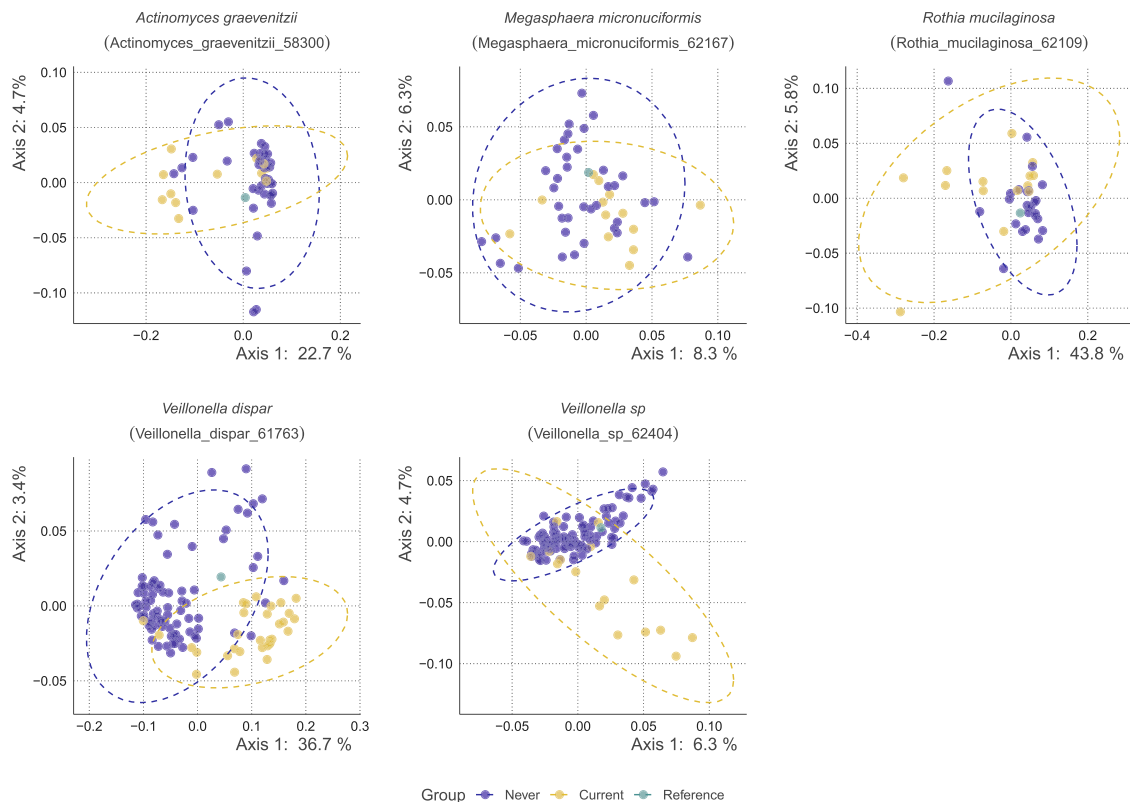 Actinomyces graevenitzii
(Actinomyces_graevenitzii_58300)
Axis 2: 4.7%
0.10
0.05
0.00
−0.05
−0.10
−0.2
0.0
0.2
Axis 1: 22.7 %
Megasphaera micronuciformis
(Megasphaera_micronuciformis_62167)
Axis 2: 6.3%
0.05
0.00
−0.05
−0.05
0.00
0.05
0.10
Axis 1: 8.3 %
Rothia mucilaginosa
(Rothia_mucilaginosa_62109)
Axis 2: 5.8%
0.10
0.05
0.00
−0.05
−0.10
−0.4
−0.2
0.0
0.2
Axis 1: 43.8 %
Veillonella dispar
(Veillonella_dispar_61763)
Axis 2: 3.4%
0.05
0.00
−0.05
−0.2
−0.1
0.0
0.1
0.2
0.3
Axis 1: 36.7 %
Veillonella sp
(Veillonella_sp_62404)
Axis 2: 4.7%
0.05
0.00
−0.05
−0.10
−0.05
0.00
0.05
0.10
Axis 1: 6.3 %
Group Never Current Reference